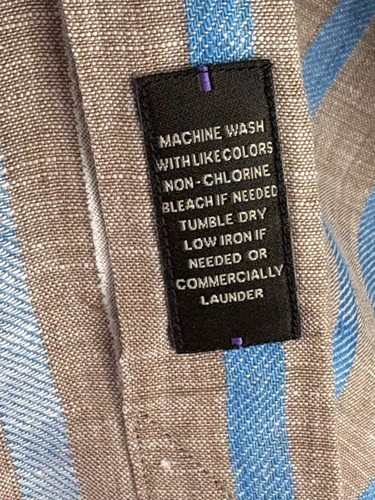 MACHINE WASH
WITH LIKE COLORS
NON-CHLORINE
BLEACH IF NEEDED
TUMBLE DRY
LOW IRON IF
NEEDED OR
COMMERCIALLY
LAUNDER